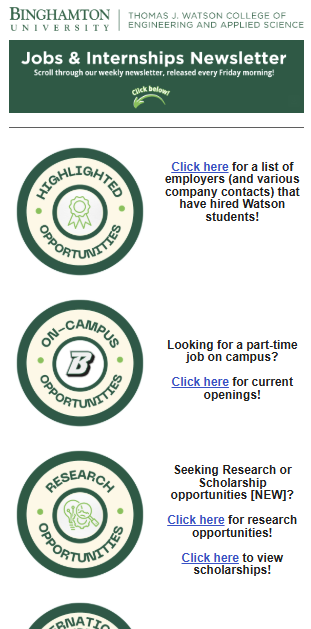 BINGHAMTON
UNIVERSITY
THOMAS J. WATSON COLLEGE OF
ENGINEERING AND APPLIED SCIENCE
Jobs & Internships Newsletter
Scroll through our weekly newsletter, released every Friday morning!
Click below!
HIGHLIGHTED
OPPORTUNITIES
Click here for a list of
employers (and various
company contacts) that
have hired Watson
students!
ON-CAMPUS
B
OPPORTUNITIES
Looking for a part-time
job on campus?
Click here for current
openings!
RESEARCH
OPPORTUNITIES
Seeking Research or
Scholarship
opportunities [NEW]?
Click here for research
opportunities!
Click here to view
scholarships!